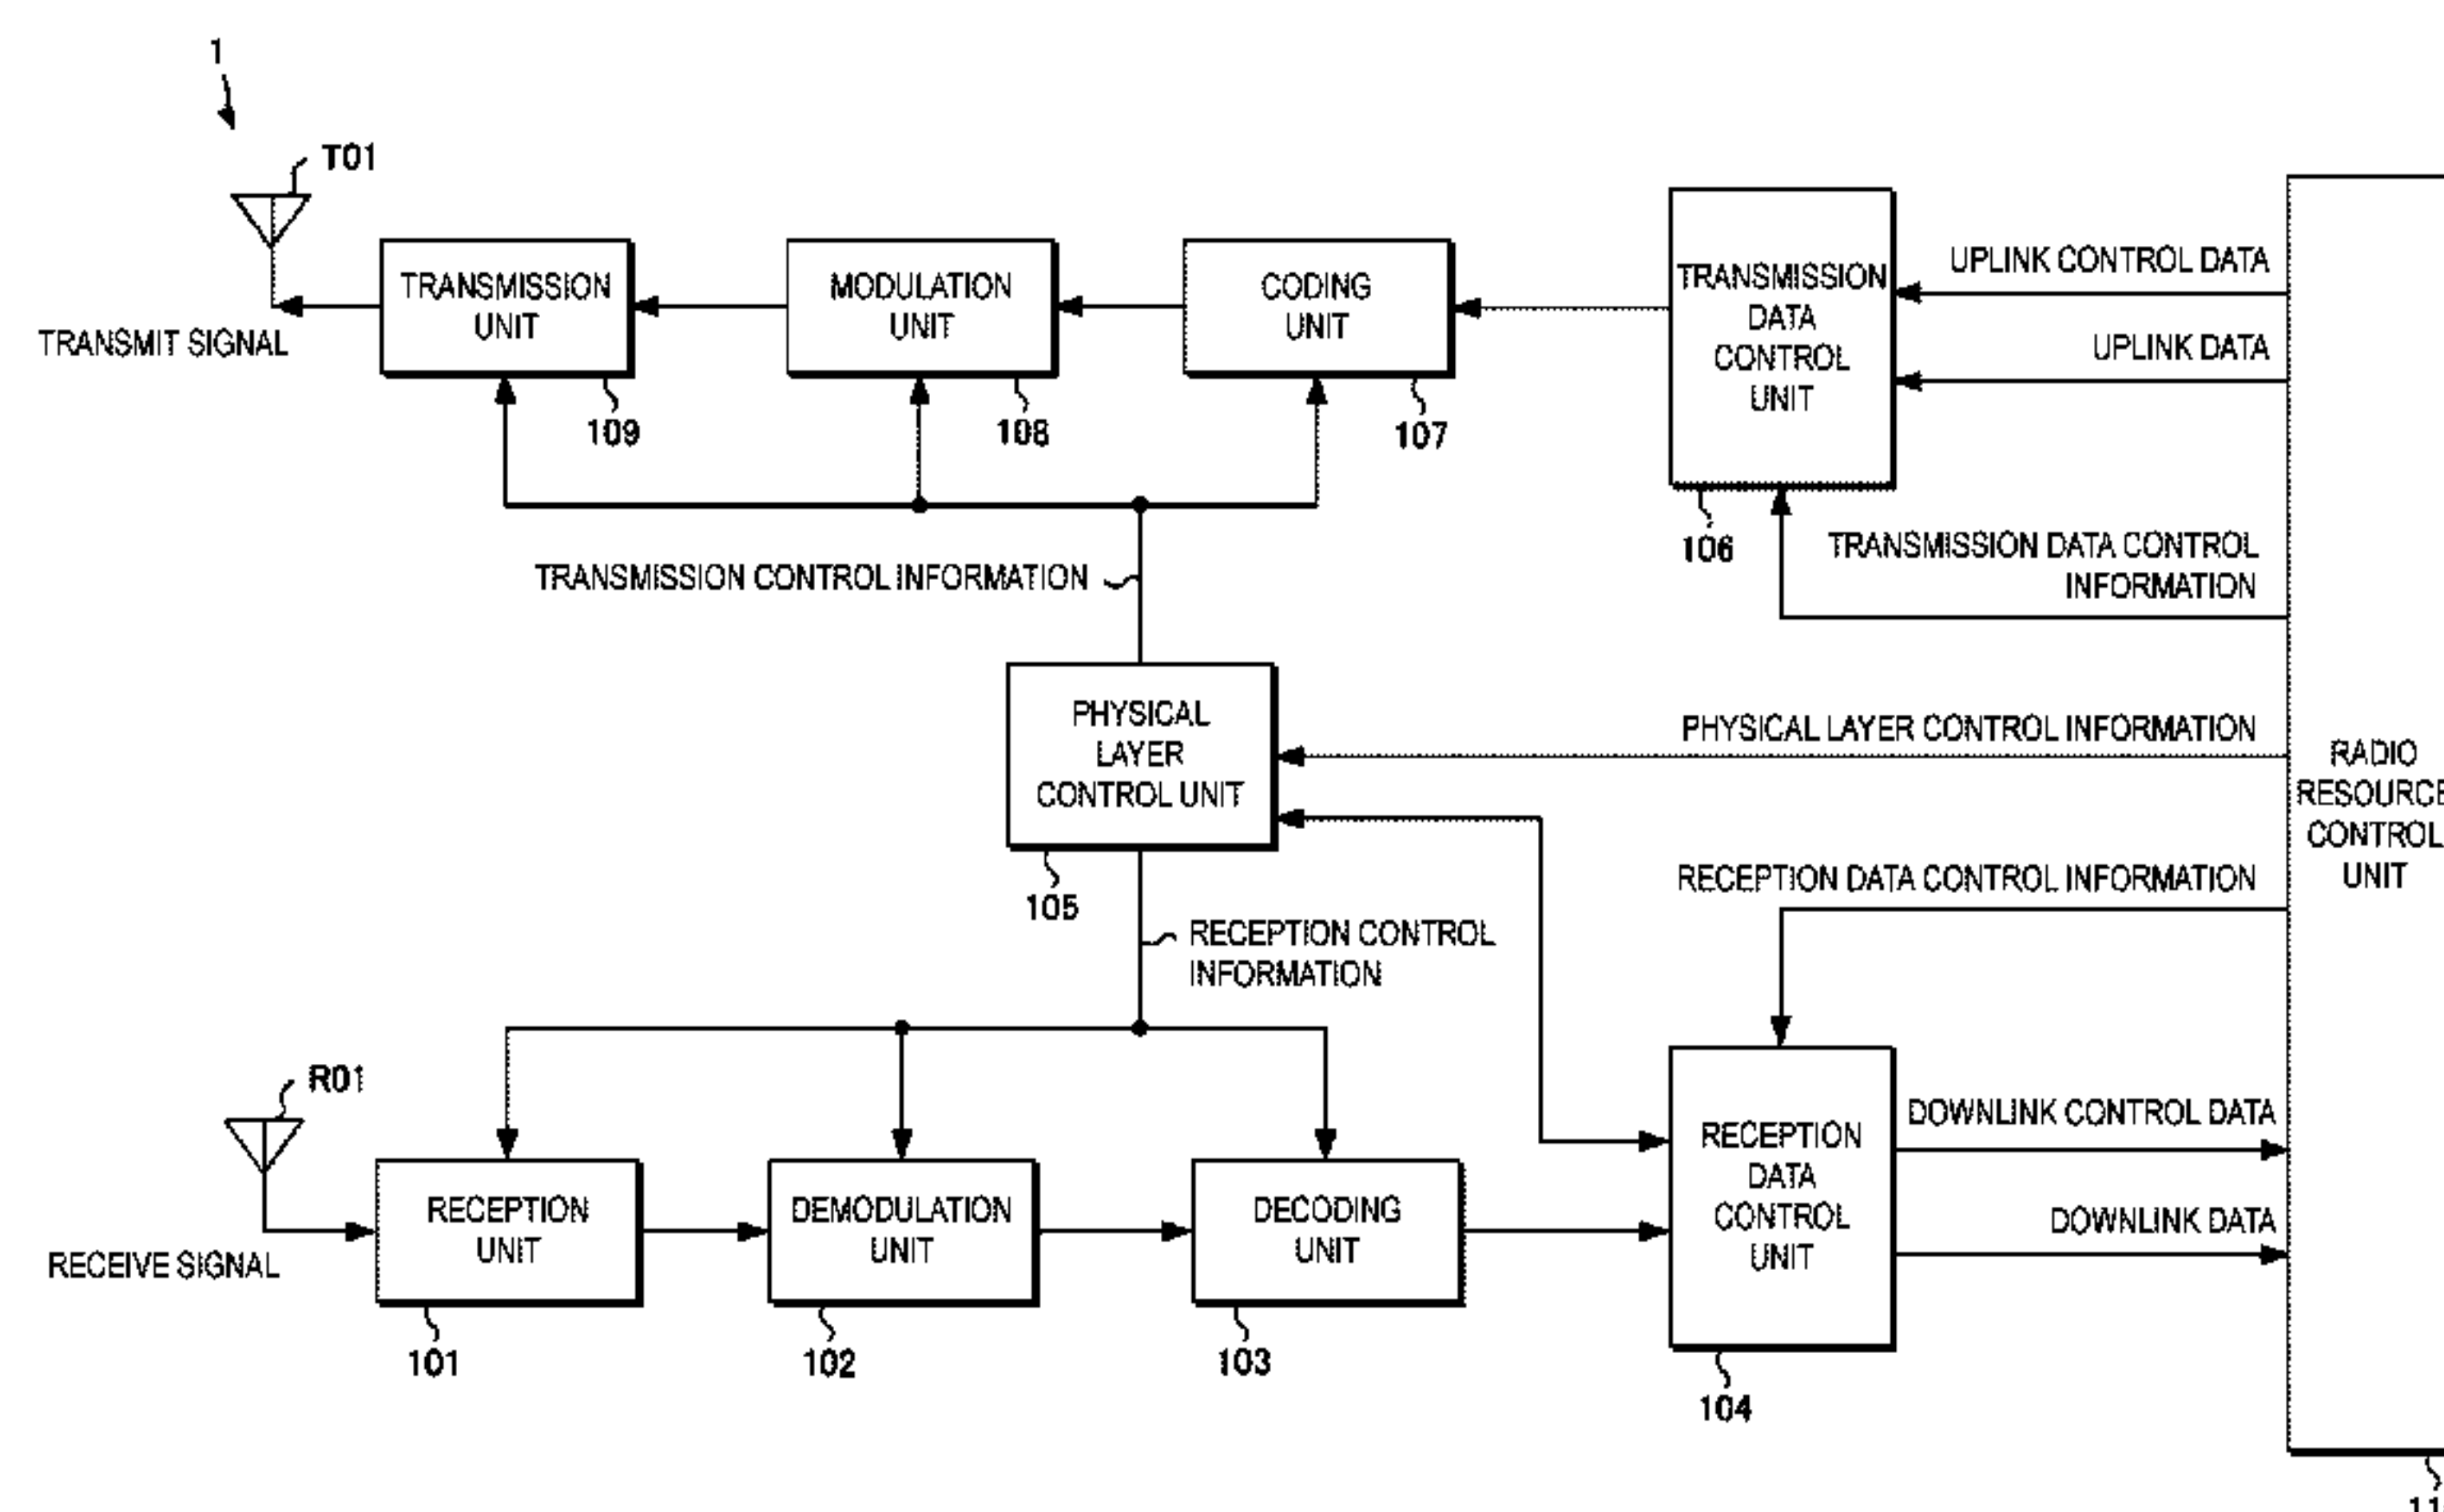 1
T01
TRANSMIT SIGNAL
TRANSMISSION
UNIT
109
MODULATION
UNIT
108
CODING
UNIT
107
TRANSMISSION
DATA
CONTROL
UNIT
106
UPLINK CONTROL DATA
UPLINK DATA
TRANSMISSION DATA CONTROL
INFORMATION
TRANSMISSION CONTROL INFORMATION
PHYSICAL
LAYER
CONTROL UNIT
105
PHYSICAL LAYER CONTROL INFORMATION
RADIO
RESOURCE
CONTROL
UNIT
RECEPTION DATA CONTROL INFORMATION
RECEPTION CONTROL
INFORMATION
R01
RECEIVE SIGNAL
RECEPTION
UNIT
101
DEMODULATION
UNIT
102
DECODING
UNIT
103
RECEPTION
DATA
CONTROL
UNIT
104
DOWNLINK CONTROL DATA
DOWNLINK DATA